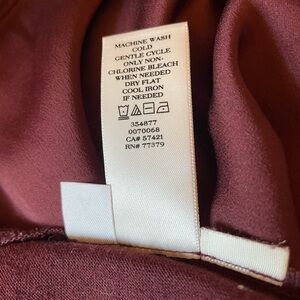 MACHINE WASH
COLD
GENTLE CYCLE
ONLY NON-
CHLORINE BLEACH
WHEN NEEDED
DRY FLAT
COOL IRON
IF NEEDED
354877
0070068
CA# 57421
RN# 77379